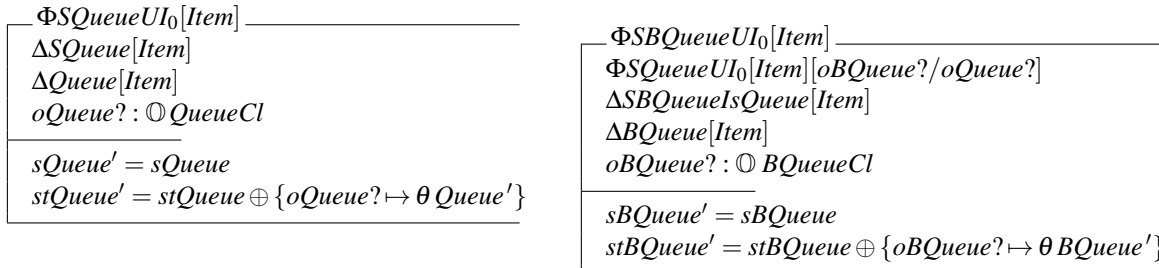 ΦSQueueUI₀[Item]
ΔSQueue[Item]
ΔQueue[Item]
oQueue? : 𝕆 QueueCl
sQueue′ = sQueue
stQueue′ = stQueue ⊕ {oQueue? ↦ θ Queue′}
ΦSBQueueUI₀[Item]
ΦSQueueUI₀[Item][oBQueue?/oQueue?]
ΔSBQueueIsQueue[Item]
ΔBQueue[Item]
oBQueue? : 𝕆 BQueueCl
sBQueue′ = sBQueue
stBQueue′ = stBQueue ⊕ {oBQueue? ↦ θ BQueue′}